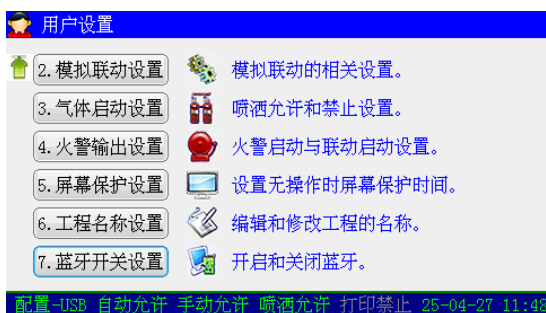 用户设置
2.模拟联动设置 模拟联动的相关设置。
3.气体启动设置 喷洒允许和禁止设置。
4.火警输出设置 火警启动与联动启动设置。
5.屏幕保护设置 设置无操作时屏幕保护时间。
6.工程名称设置 编辑和修改工程的名称。
7.蓝牙开关设置 开启和关闭蓝牙。
配置-USB 自动允许 手动允许 喷洒允许 打印禁止 25-04-27 11:48